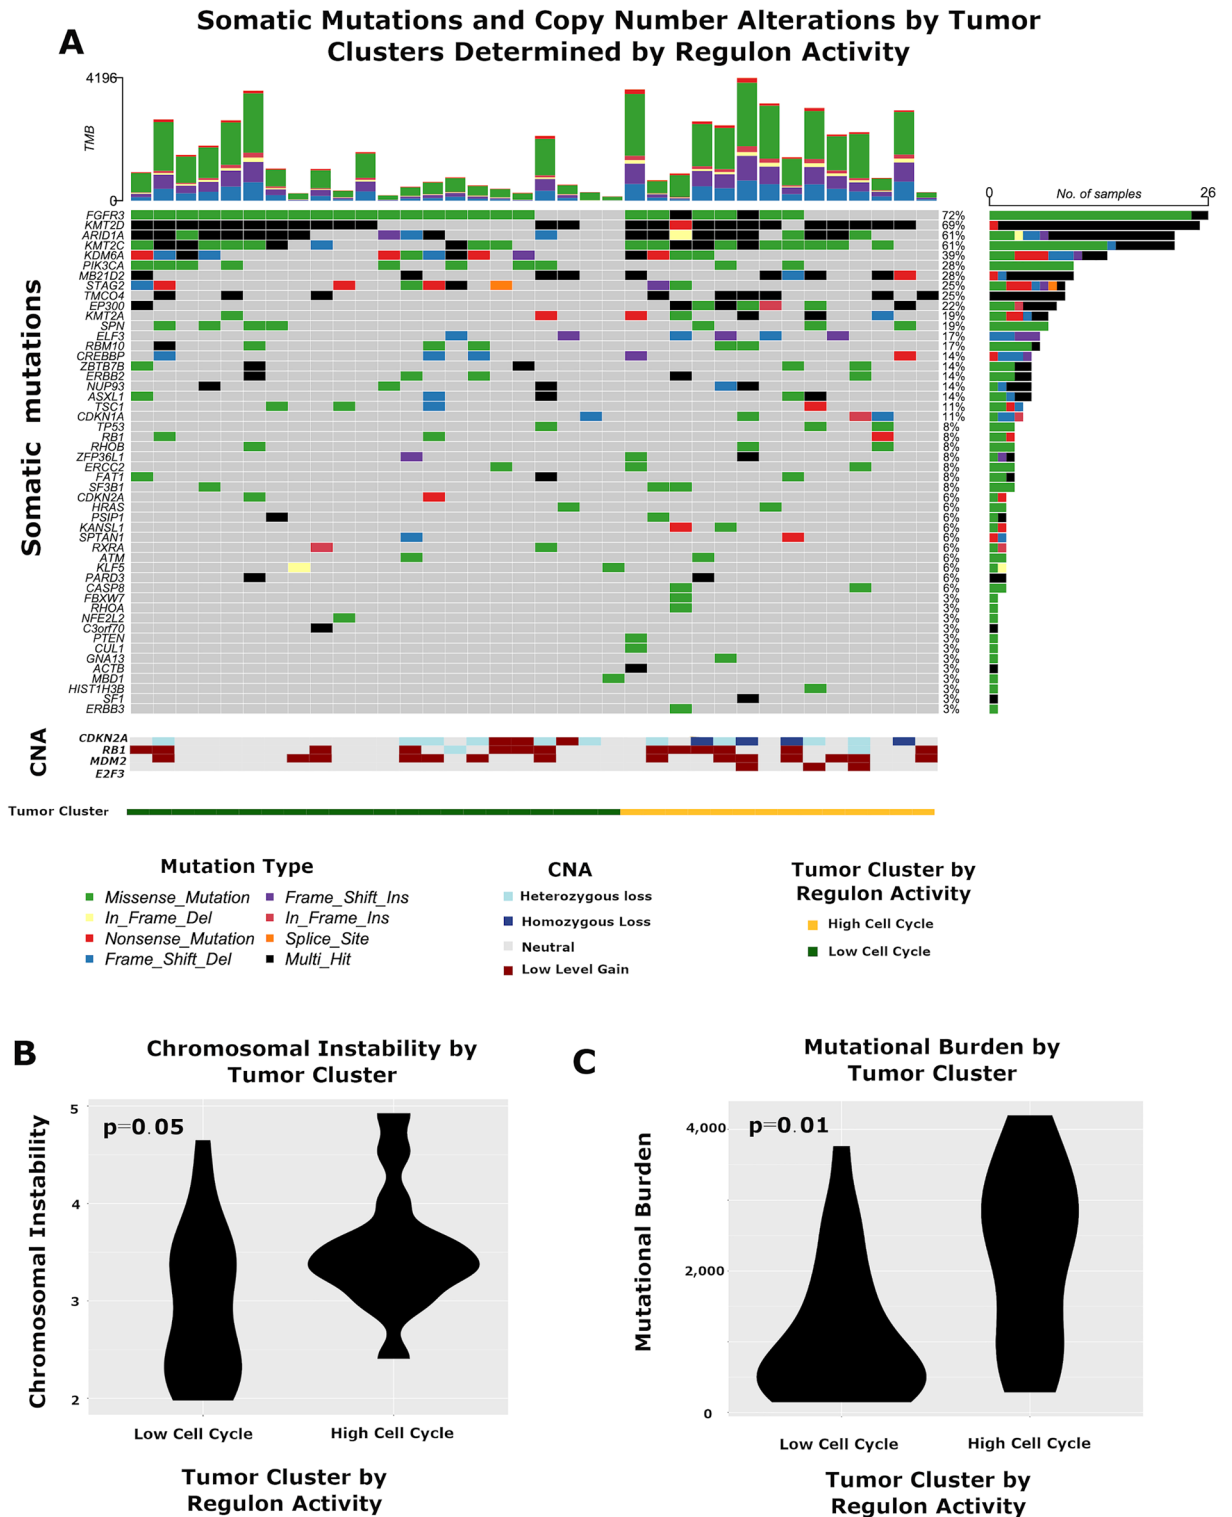 A
Somatic Mutations and Copy Number Alterations by Tumor
Clusters Determined by Regulon Activity
4196
TMB
0
0
No. of samples
26
Somatic mutations
FGFR3 72%
KMT2D 69%
ARID1A 61%
KMT2C 61%
KDM6A 39%
PIK3CA 28%
MB21D2 28%
STAG2 25%
TMCO4 25%
EP300 22%
KMT2A 19%
SPN 19%
ELF3 17%
RBM10 17%
CREBBP 14%
ZBTB7B 14%
ERBB2 14%
NUP93 14%
ASXL1 14%
TSC1 11%
CDKN1A 11%
TP53 8%
RB1 8%
RHOB 8%
ZFP36L1 8%
ERCC2 8%
FAT1 8%
SF3B1 8%
CDKN2A 6%
HRAS 6%
PSIP1 6%
KANSL1 6%
SPTAN1 6%
RXRA 6%
ATM 6%
KLF5 6%
PARD3 6%
CASP8 6%
FBXW7 3%
RHOA 3%
NFE2L2 3%
C3orf70 3%
PTEN 3%
CUL1 3%
GNA13 3%
ACTB 3%
MBD1 3%
HIST1H3B 3%
SF1 3%
ERBB3 3%
CNA
CDKN2A
RB1
MDM2
E2F3
Tumor Cluster
Mutation Type
Missense_Mutation
In_Frame_Del
Nonsense_Mutation
Frame_Shift_Del
Frame_Shift_Ins
In_Frame_Ins
Splice_Site
Multi_Hit
CNA
Heterozygous loss
Homozygous Loss
Neutral
Low Level Gain
Tumor Cluster by
Regulon Activity
High Cell Cycle
Low Cell Cycle
B
Chromosomal Instability by
Tumor Cluster
p=0.05
Chromosomal Instability
5
4
3
2
Low Cell Cycle
High Cell Cycle
Tumor Cluster by
Regulon Activity
C
Mutational Burden by
Tumor Cluster
p=0.01
Mutational Burden
4,000
2,000
0
Low Cell Cycle
High Cell Cycle
Tumor Cluster by
Regulon Activity